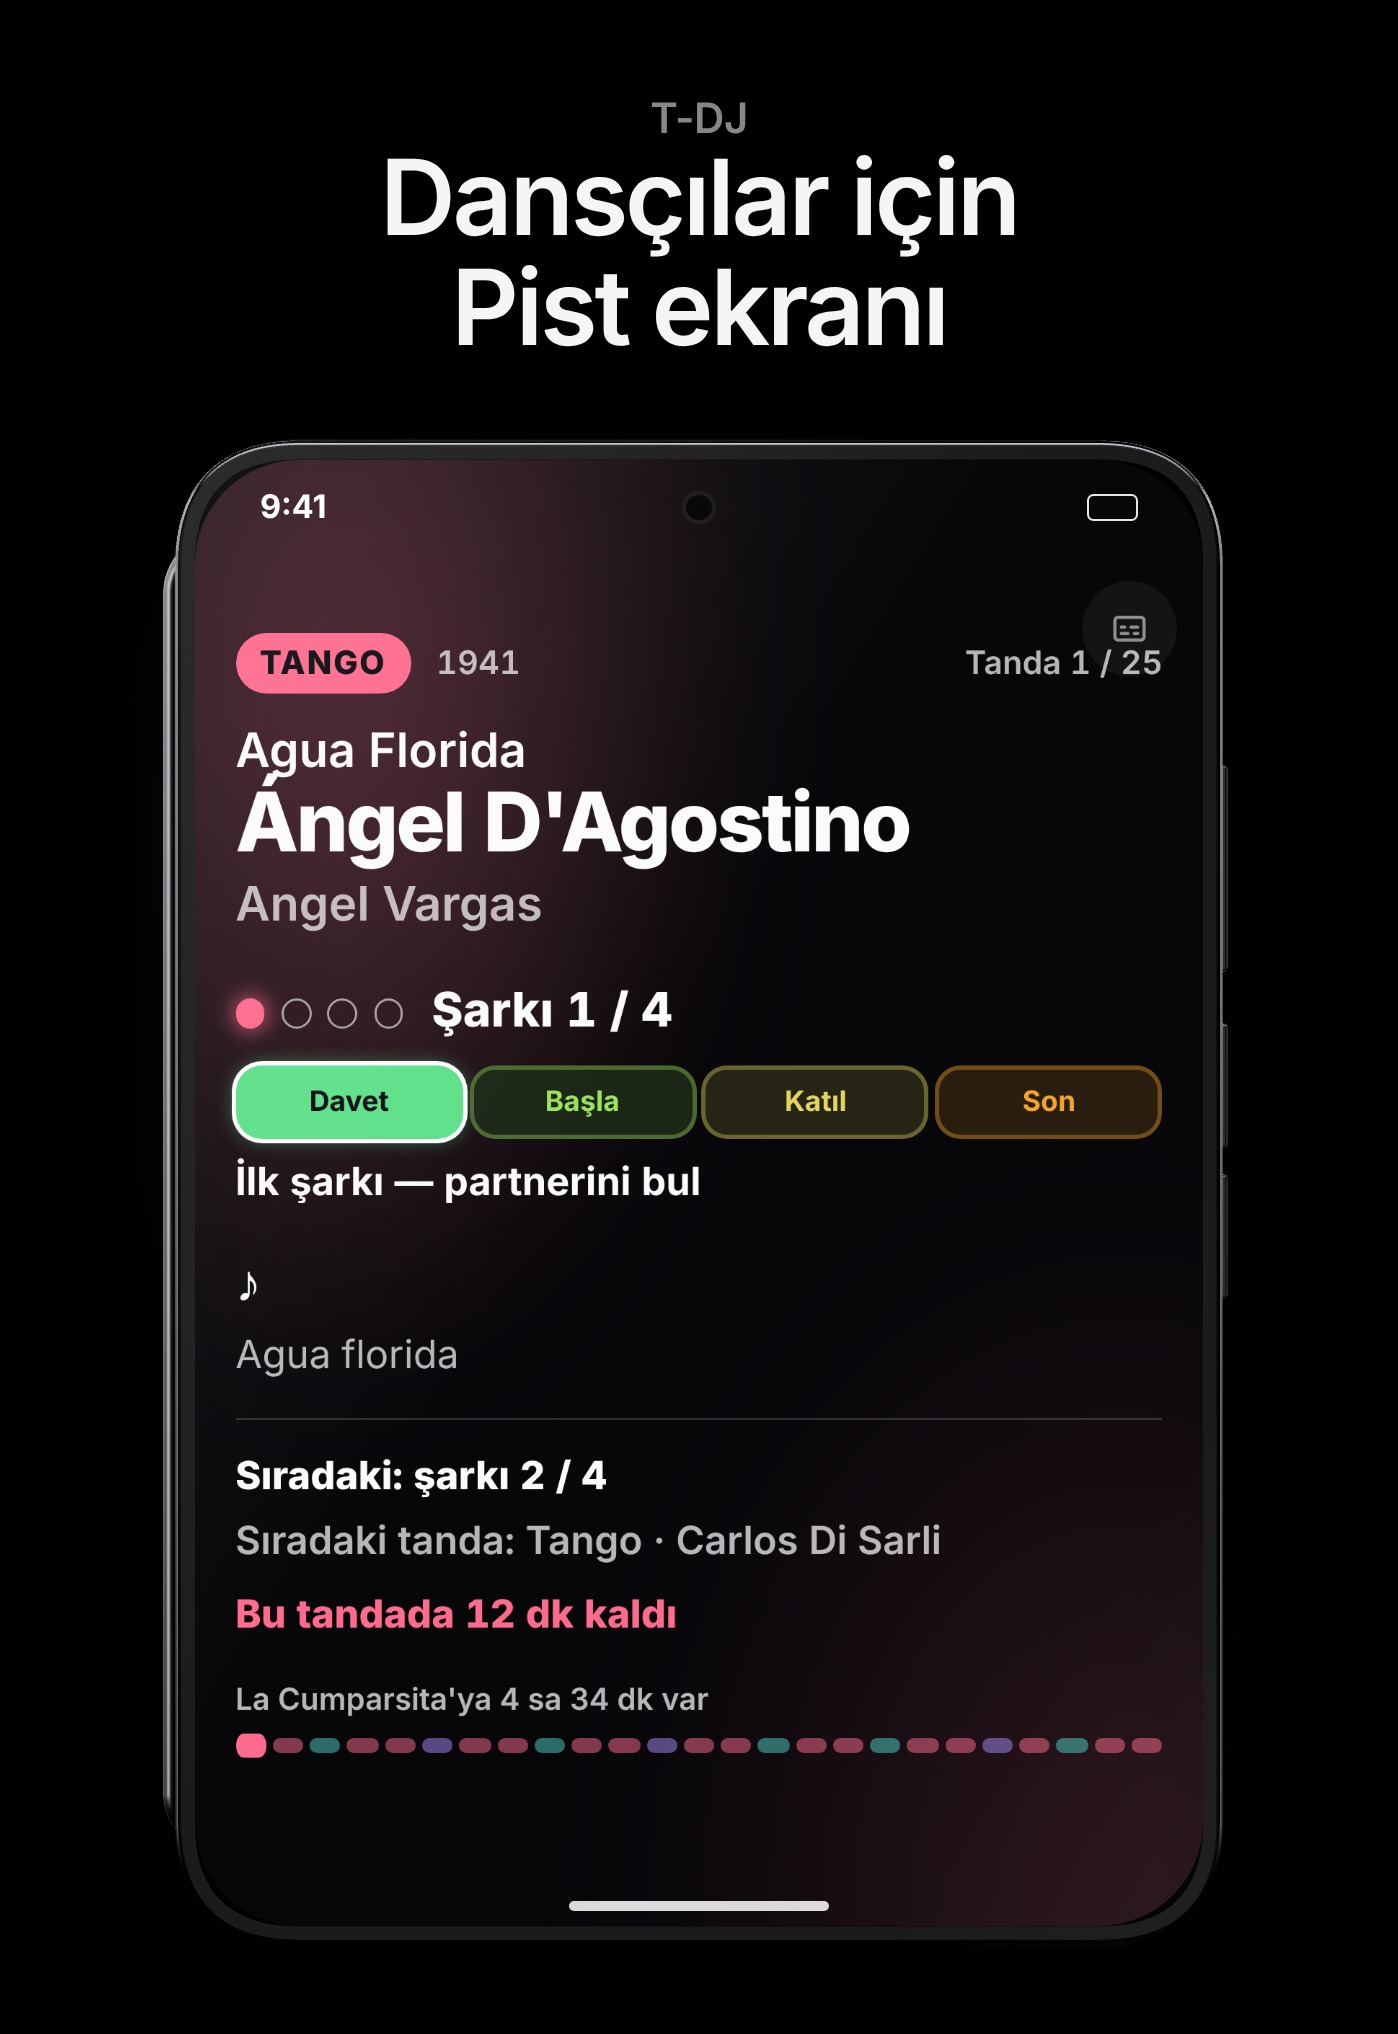 T-DJ
Dansçılar için
Pist ekranı
9:41
TANGO 1941 Tanda 1 / 25
Agua Florida
Ángel D'Agostino
Angel Vargas
Şarkı 1 / 4
Davet Başla Katıl Son
İlk şarkı — partnerini bul
♪
Agua florida
Sıradaki: şarkı 2 / 4
Sıradaki tanda: Tango · Carlos Di Sarli
Bu tandada 12 dk kaldı
La Cumparsita'ya 4 sa 34 dk var